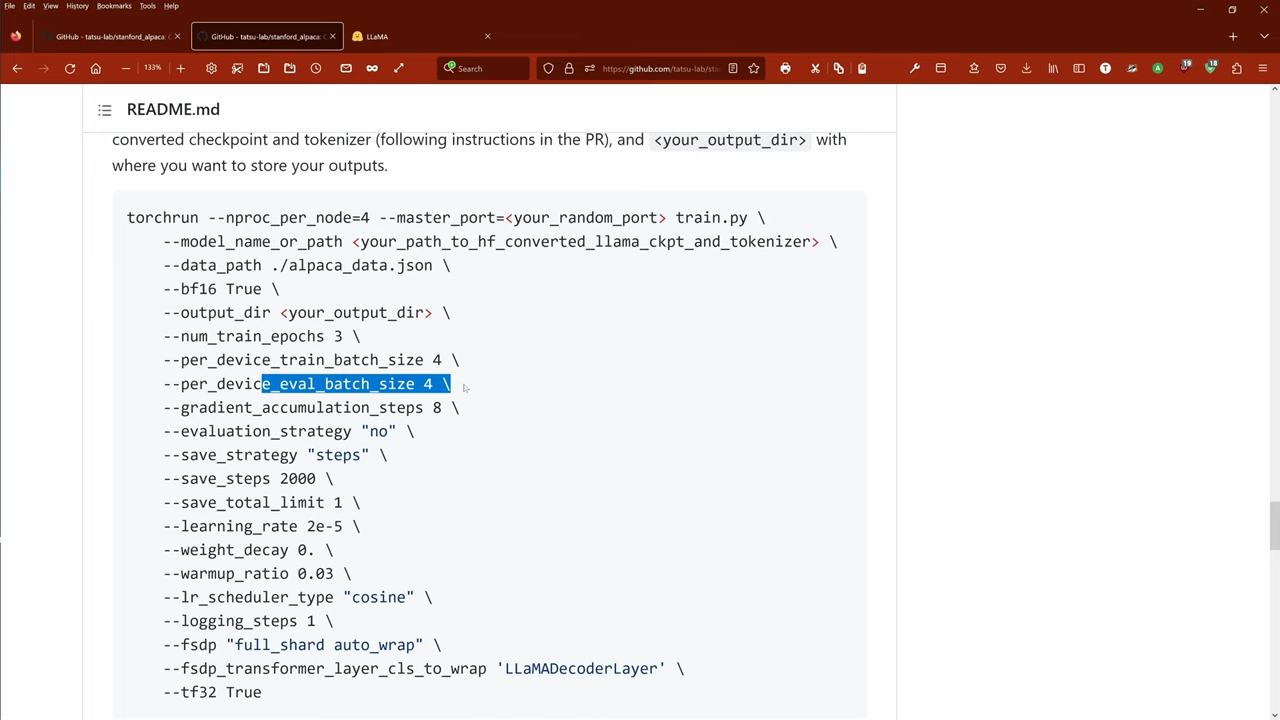 File Edit View History Bookmarks Tools Help
GitHub - tatsu-lab/stanford_alpaca: C
GitHub - tatsu-lab/stanford_alpaca: C
LLaMA
133%
Search
https://github.com/tatsu-lab/sta
19
18
README.md
converted checkpoint and tokenizer (following instructions in the PR), and <your_output_dir> with
where you want to store your outputs.
torchrun --nproc_per_node=4 --master_port=<your_random_port> train.py \
--model_name_or_path <your_path_to_hf_converted_llama_ckpt_and_tokenizer> \
--data_path ./alpaca_data.json \
--bf16 True \
--output_dir <your_output_dir> \
--num_train_epochs 3 \
--per_device_train_batch_size 4 \
--per_device_eval_batch_size 4 \
--gradient_accumulation_steps 8 \
--evaluation_strategy "no" \
--save_strategy "steps" \
--save_steps 2000 \
--save_total_limit 1 \
--learning_rate 2e-5 \
--weight_decay 0. \
--warmup_ratio 0.03 \
--lr_scheduler_type "cosine" \
--logging_steps 1 \
--fsdp "full_shard auto_wrap" \
--fsdp_transformer_layer_cls_to_wrap 'LLaMADecoderLayer' \
--tf32 True